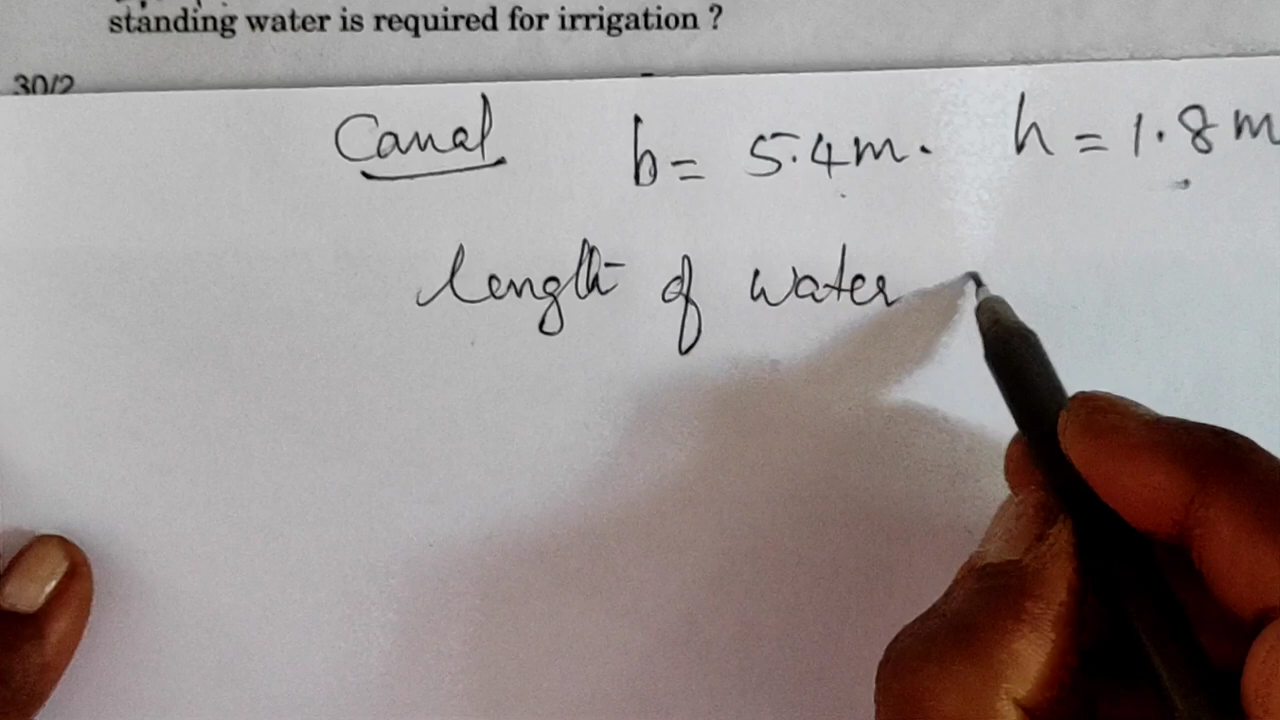 standing water is required for irrigation ?
30/2
Canal b = 5.4m. h = 1.8m
length of water